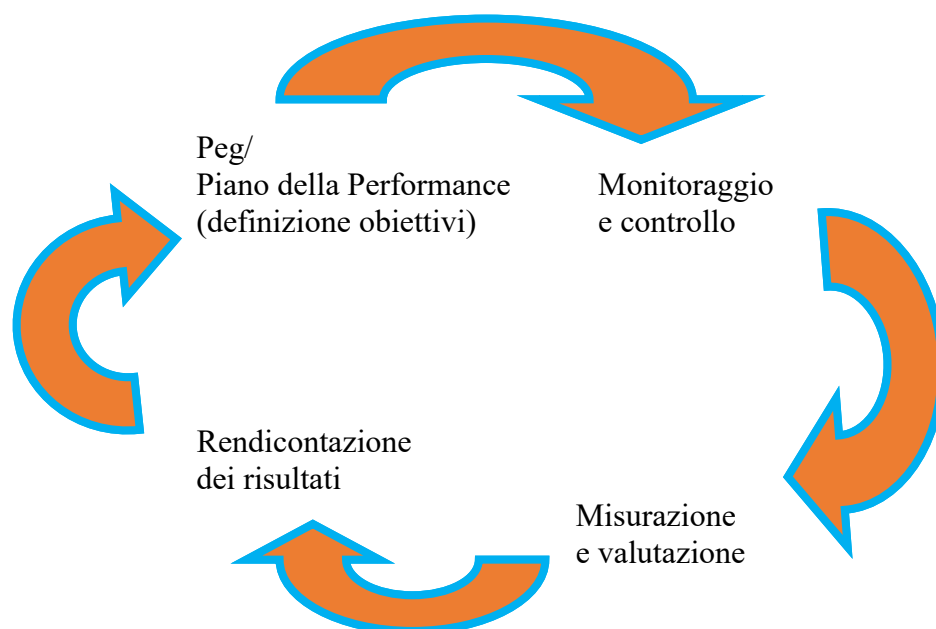 Peg/
Piano della Performance
(definizione obiettivi)
Monitoraggio
e controllo
Rendicontazione
dei risultati
Misurazione
e valutazione